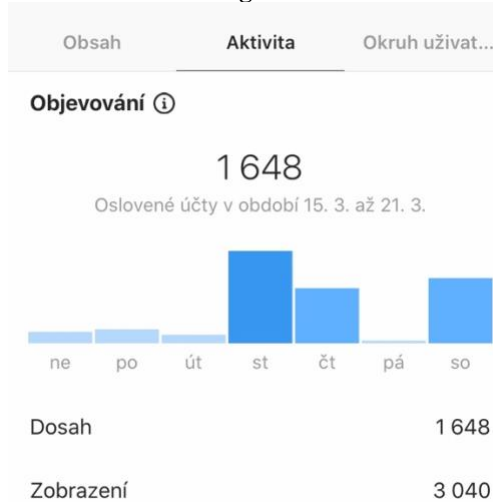 Obsah Aktivita Okruh uživat...
Objevování
1 648
Oslovené účty v období 15. 3. až 21. 3.
ne po út st čt pá so
Dosah 1 648
Zobrazení 3 040